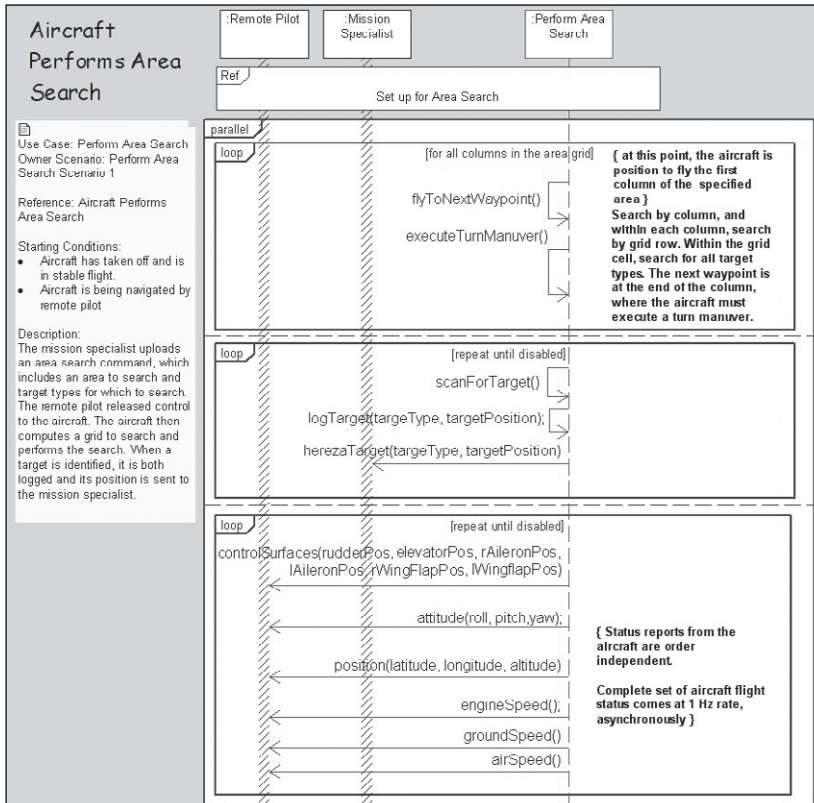 Aircraft
Performs Area
Search
:Remote Pilot
:Mission
Specialist
:Perform Area
Search
Ref
Set up for Area Search
Use Case: Perform Area Search
Owner Scenario: Perform Area
Search Scenario 1
Reference: Aircraft Performs
Area Search
Starting Conditions:
• Aircraft has taken off and is
in stable flight.
• Aircraft is being navigated by
remote pilot
Description:
The mission specialist uploads
an area search command, which
includes an area to search and
target types for which to search.
The remote pilot released control
to the aircraft. The aircraft then
computes a grid to search and
performs the search. When a
target is identified, it is both
logged and its position is sent to
the mission specialist.
parallel
loop
[for all columns in the area grid]
flyToNextWaypoint()
executeTurnManuver()
{ at this point, the aircraft is
position to fly the first
column of the specified
area }
Search by column, and
within each column, search
by grid row. Within the grid
cell, search for all target
types. The next waypoint is
at the end of the column,
where the aircraft must
execute a turn manuver.
loop
[repeat until disabled]
scanForTarget()
logTarget(targeType, targetPosition);
herezaTarget(targeType, targetPosition)
loop
[repeat until disabled]
controlSurfaces(rudderPos, elevatorPos, rAileronPos,
lAileronPos, rWingFlapPos, lWingflapPos)
attitude(roll, pitch,yaw);
position(latitude, longitude, altitude)
engineSpeed();
groundSpeed()
airSpeed()
{ Status reports from the
aircraft are order
independent.
Complete set of aircraft flight
status comes at 1 Hz rate,
asynchronously }